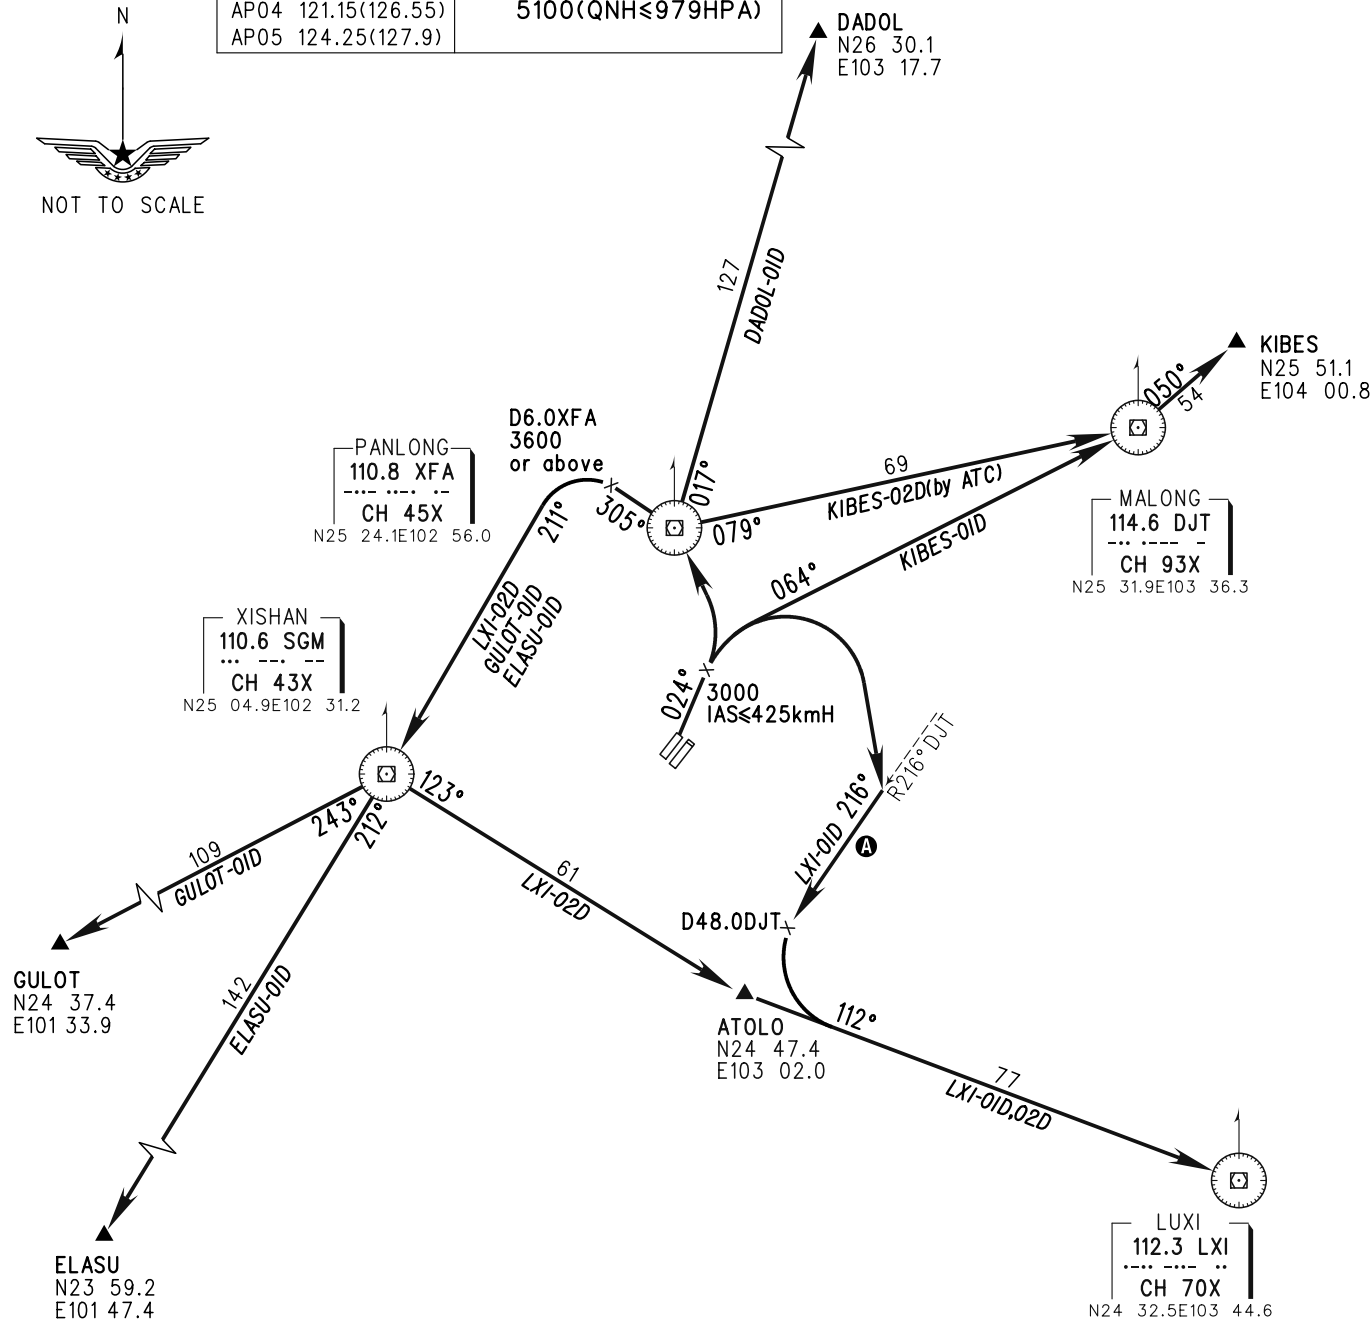 AP04 121.15(126.55)
AP05 124.25(127.9)
5100(QNH≤979HPA)
N
NOT TO SCALE
DADOL
N26 30.1
E103 17.7
127
DADOL-01D
KIBES
N25 51.1
E104 00.8
050°
54
D6.0XFA
3600
or above
PANLONG
110.8 XFA
CH 45X
N25 24.1E102 56.0
305°
017°
079°
69
KIBES-02D(by ATC)
KIBES-01D
064°
MALONG
114.6 DJT
CH 93X
N25 31.9E103 36.3
211°
LXI-02D
GULOT-01D
ELASU-01D
XISHAN
110.6 SGM
CH 43X
N25 04.9E102 31.2
024°
3000
IAS≤425kmH
R216°DJT
LXI-01D 216°
A
D48.0DJT
123°
243°
212°
109
GULOT-01D
61
LXI-02D
GULOT
N24 37.4
E101 33.9
142
ELASU-01D
ATOLO
N24 47.4
E103 02.0
112°
77
LXI-01D,02D
ELASU
N23 59.2
E101 47.4
LUXI
112.3 LXI
CH 70X
N24 32.5E103 44.6